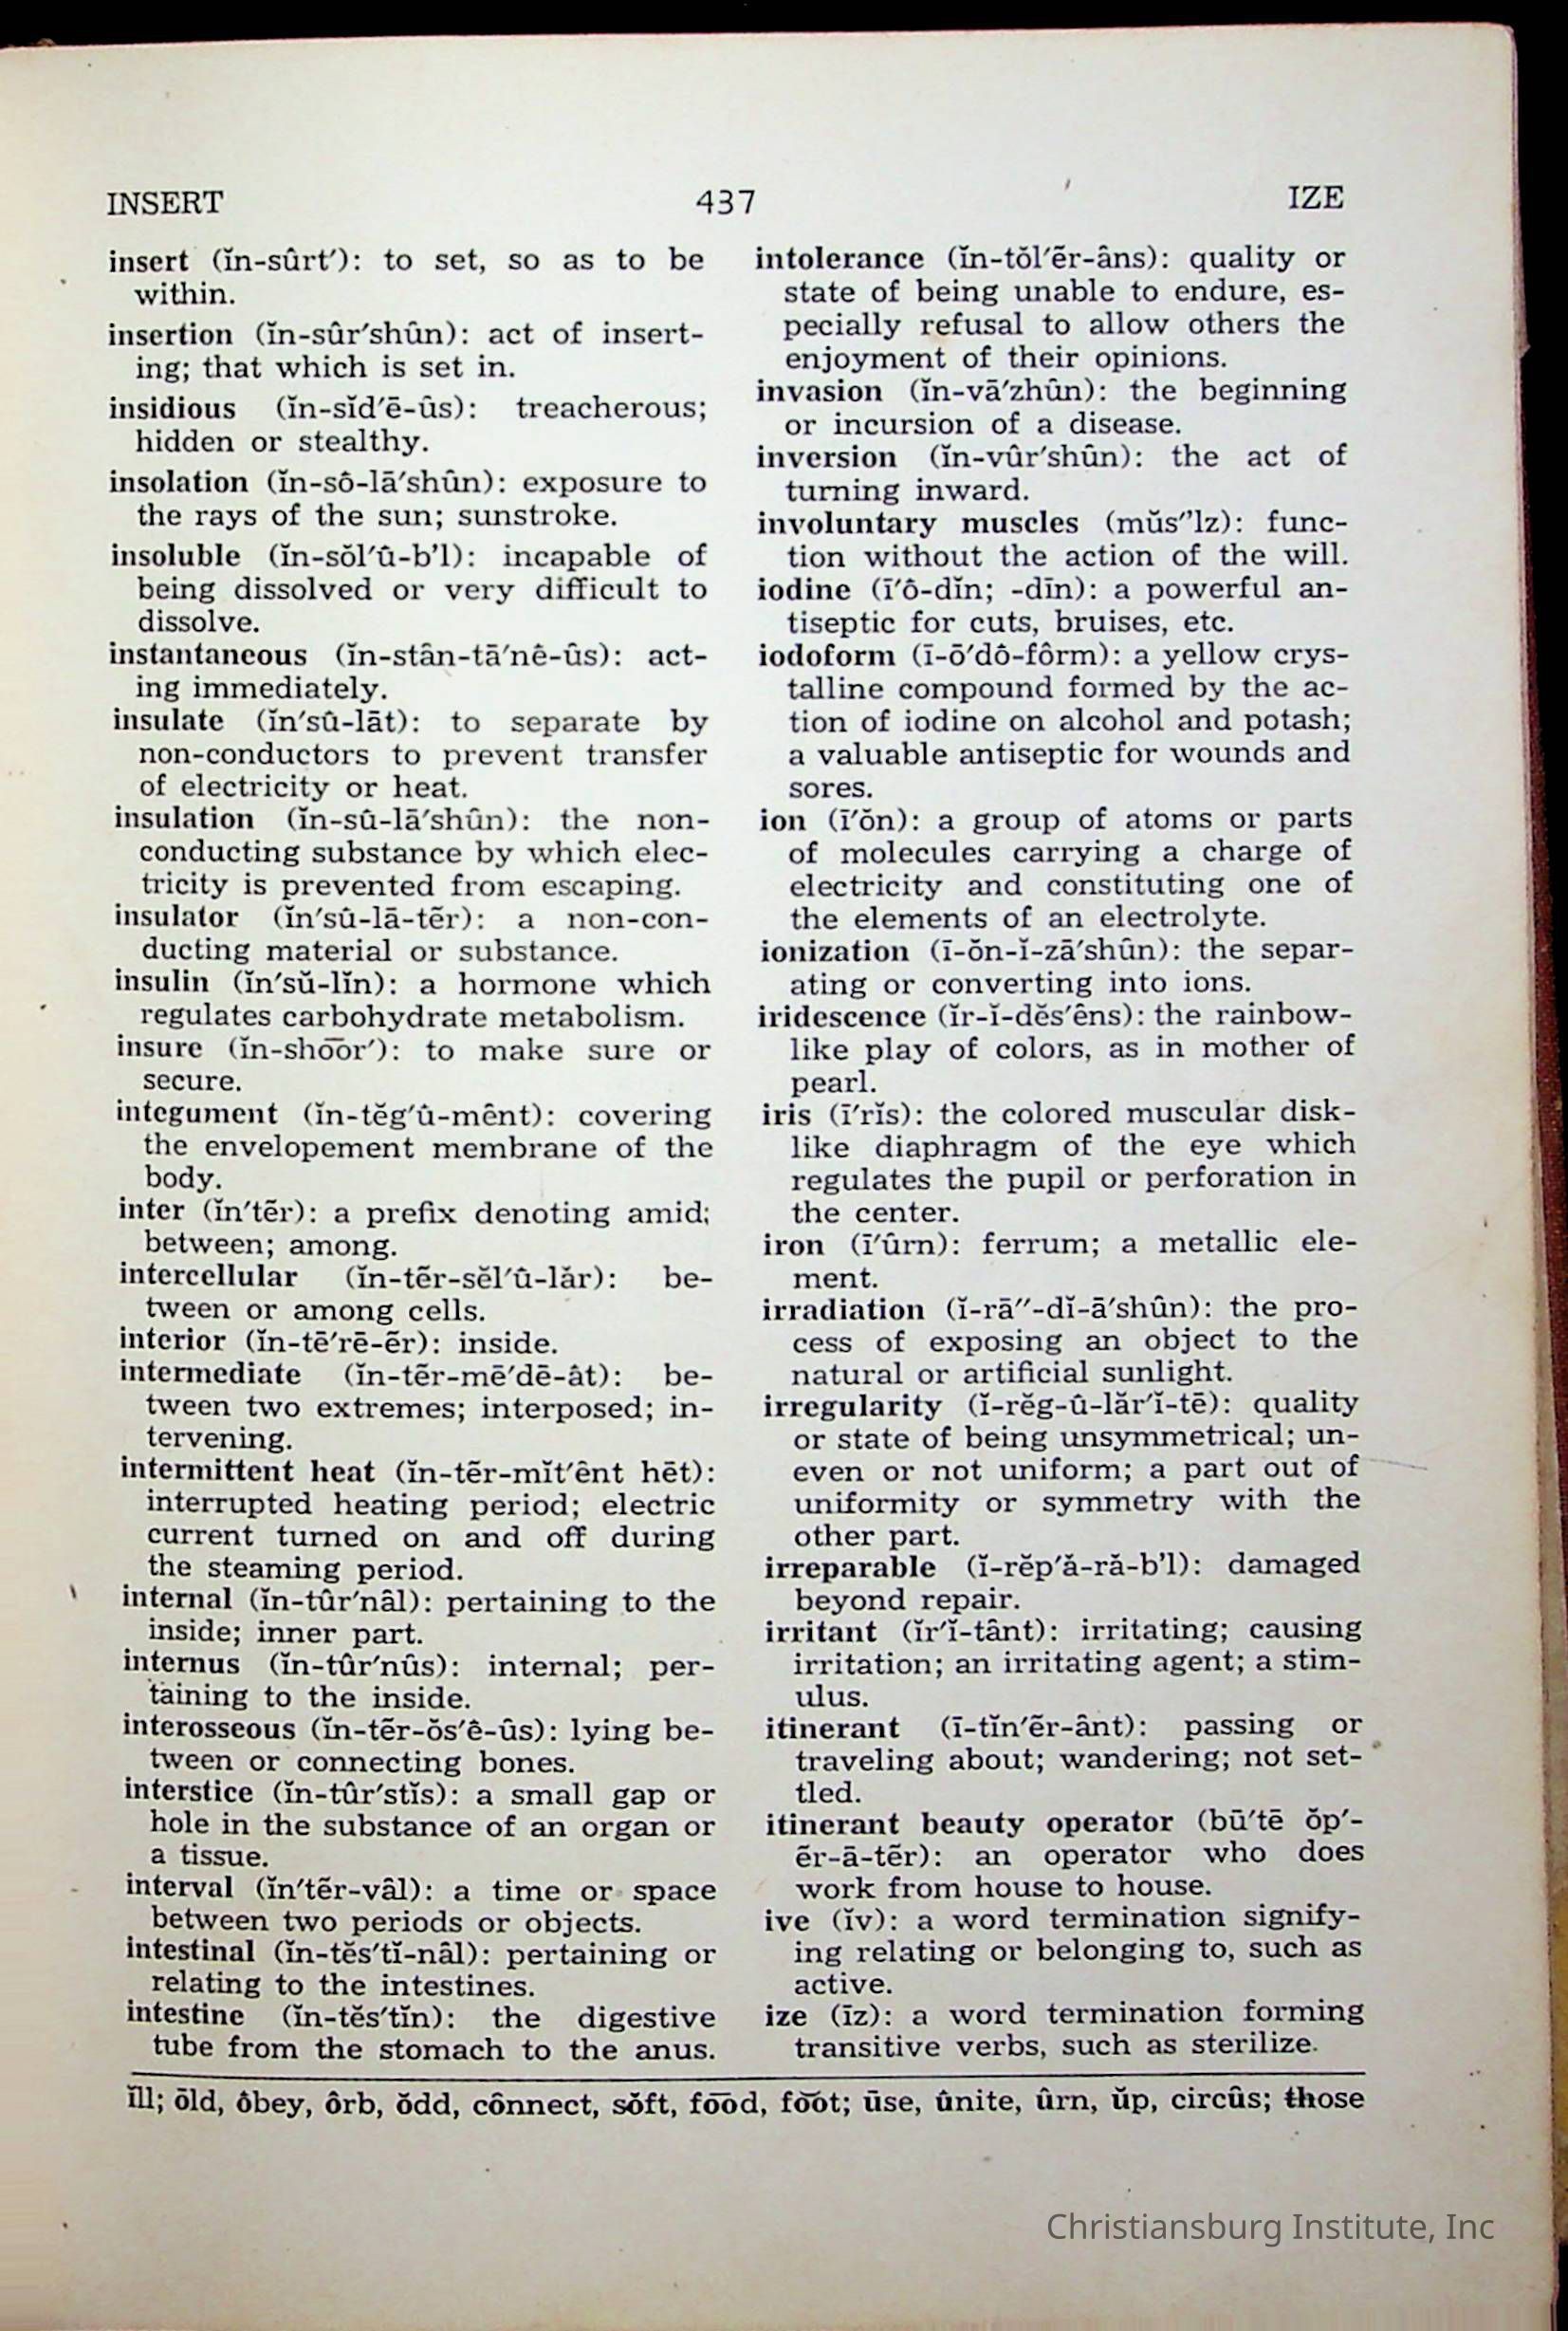 INSERT 437 IZE
insert (ĭn-sûrt′): to set, so as to be
within.
insertion (ĭn-sûr′shûn): act of insert-
ing; that which is set in.
insidious (ĭn-sĭd′ē-ûs): treacherous;
hidden or stealthy.
insolation (ĭn-sô-lā′shûn): exposure to
the rays of the sun; sunstroke.
insoluble (ĭn-sŏl′û-b’l): incapable of
being dissolved or very difficult to
dissolve.
instantaneous (ĭn-stân-tā′nê-ûs): act-
ing immediately.
insulate (ĭn′sû-lāt): to separate by
non-conductors to prevent transfer
of electricity or heat.
insulation (ĭn-sû-lā′shûn): the non-
conducting substance by which elec-
tricity is prevented from escaping.
insulator (ĭn′sû-lā-tẽr): a non-con-
ducting material or substance.
insulin (ĭn′sŭ-lĭn): a hormone which
regulates carbohydrate metabolism.
insure (ĭn-sho͞or′): to make sure or
secure.
integument (ĭn-tĕg′û-mênt): covering
the envelopement membrane of the
body.
inter (ĭn′tẽr): a prefix denoting amid;
between; among.
intercellular (ĭn-tẽr-sĕl′û-lăr): be-
tween or among cells.
interior (ĭn-tē′rē-ẽr): inside.
intermediate (ĭn-tẽr-mē′dē-ât): be-
tween two extremes; interposed; in-
tervening.
intermittent heat (ĭn-tẽr-mĭt′ênt hēt):
interrupted heating period; electric
current turned on and off during
the steaming period.
internal (ĭn-tûr′nâl): pertaining to the
inside; inner part.
internus (ĭn-tûr′nûs): internal; per-
taining to the inside.
interosseous (ĭn-tẽr-ŏs′ê-ûs): lying be-
tween or connecting bones.
interstice (ĭn-tûr′stĭs): a small gap or
hole in the substance of an organ or
a tissue.
interval (ĭn′tẽr-vâl): a time or space
between two periods or objects.
intestinal (ĭn-tĕs′tĭ-nâl): pertaining or
relating to the intestines.
intestine (ĭn-tĕs′tĭn): the digestive
tube from the stomach to the anus.
intolerance (ĭn-tŏl′ẽr-âns): quality or
state of being unable to endure, es-
pecially refusal to allow others the
enjoyment of their opinions.
invasion (ĭn-vā′zhûn): the beginning
or incursion of a disease.
inversion (ĭn-vûr′shûn): the act of
turning inward.
involuntary muscles (mŭs″lz): func-
tion without the action of the will.
iodine (ī′ô-dĭn; -dīn): a powerful an-
tiseptic for cuts, bruises, etc.
iodoform (ī-ō′dô-fôrm): a yellow crys-
talline compound formed by the ac-
tion of iodine on alcohol and potash;
a valuable antiseptic for wounds and
sores.
ion (ī′ŏn): a group of atoms or parts
of molecules carrying a charge of
electricity and constituting one of
the elements of an electrolyte.
ionization (ī-ŏn-ĭ-zā′shûn): the separ-
ating or converting into ions.
iridescence (ĭr-ĭ-dĕs′êns): the rainbow-
like play of colors, as in mother of
pearl.
iris (ī′rĭs): the colored muscular disk-
like diaphragm of the eye which
regulates the pupil or perforation in
the center.
iron (ī′ûrn): ferrum; a metallic ele-
ment.
irradiation (ĭ-rā″-dĭ-ā′shûn): the pro-
cess of exposing an object to the
natural or artificial sunlight.
irregularity (ĭ-rĕg-û-lăr′ĭ-tē): quality
or state of being unsymmetrical; un-
even or not uniform; a part out of
uniformity or symmetry with the
other part.
irreparable (ĭ-rĕp′ă-ră-b’l): damaged
beyond repair.
irritant (ĭr′ĭ-tânt): irritating; causing
irritation; an irritating agent; a stim-
ulus.
itinerant (ī-tĭn′ẽr-ânt): passing or
traveling about; wandering; not set-
tled.
itinerant beauty operator (bū′tē ŏp′-
ẽr-ā-tẽr): an operator who does
work from house to house.
ive (ĭv): a word termination signify-
ing relating or belonging to, such as
active.
ize (īz): a word termination forming
transitive verbs, such as sterilize.
ĭll; ōld, ôbey, ôrb, ŏdd, cônnect, sŏft, fo͞od, fo͝ot; ūse, ûnite, ûrn, ŭp, circûs; those
Christiansburg Institute, Inc